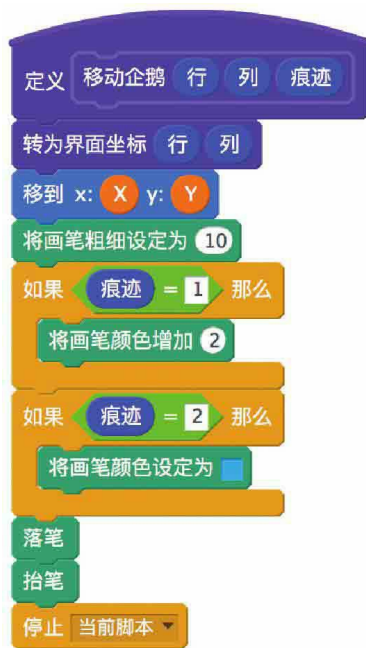 定义 移动企鹅 行 列 痕迹
转为界面坐标 行 列
移到 x: X y: Y
将画笔粗细设定为 10
如果 痕迹 = 1 那么
将画笔颜色增加 2
如果 痕迹 = 2 那么
将画笔颜色设定为
落笔
抬笔
停止 当前脚本